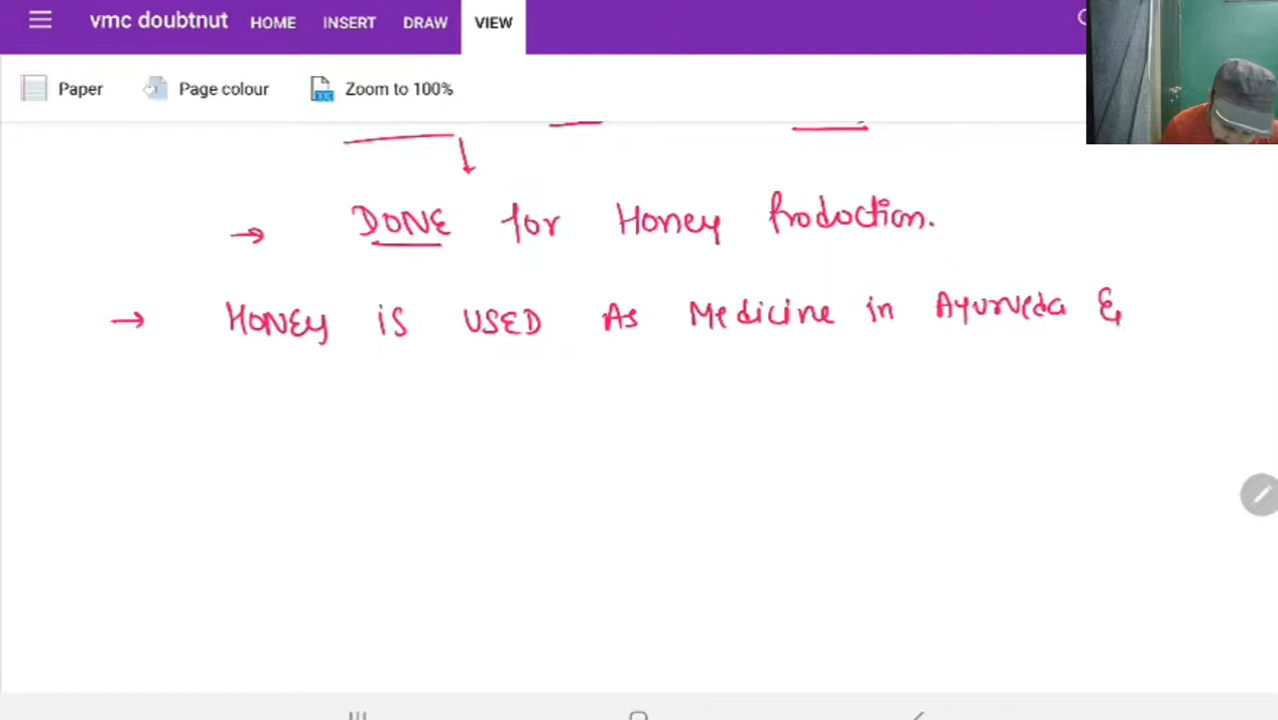 vmc doubtnut HOME INSERT DRAW VIEW
Paper Page colour Zoom to 100%
→ DONE for Honey Production.
→ HONEY is USED As Medicine in Ayurveda &